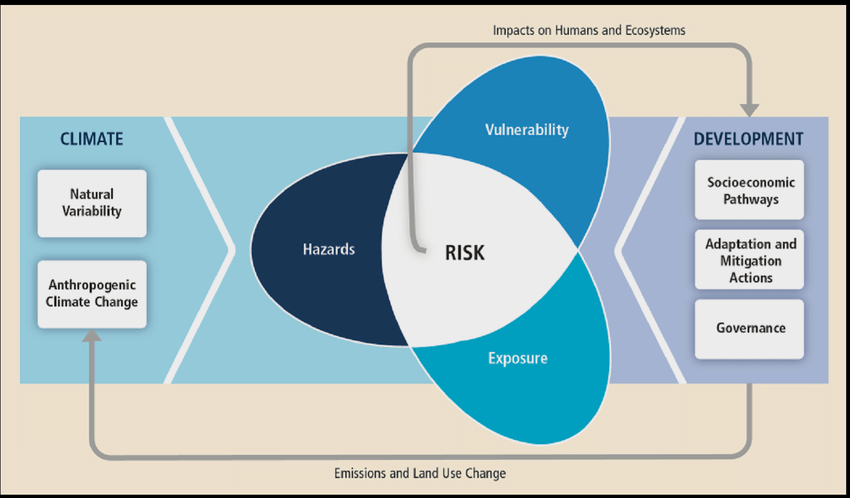 Impacts on Humans and Ecosystems
CLIMATE
Natural
Variability
Anthropogenic
Climate Change
Hazards
Vulnerability
RISK
Exposure
DEVELOPMENT
Socioeconomic
Pathways
Adaptation and
Mitigation
Actions
Governance
Emissions and Land Use Change